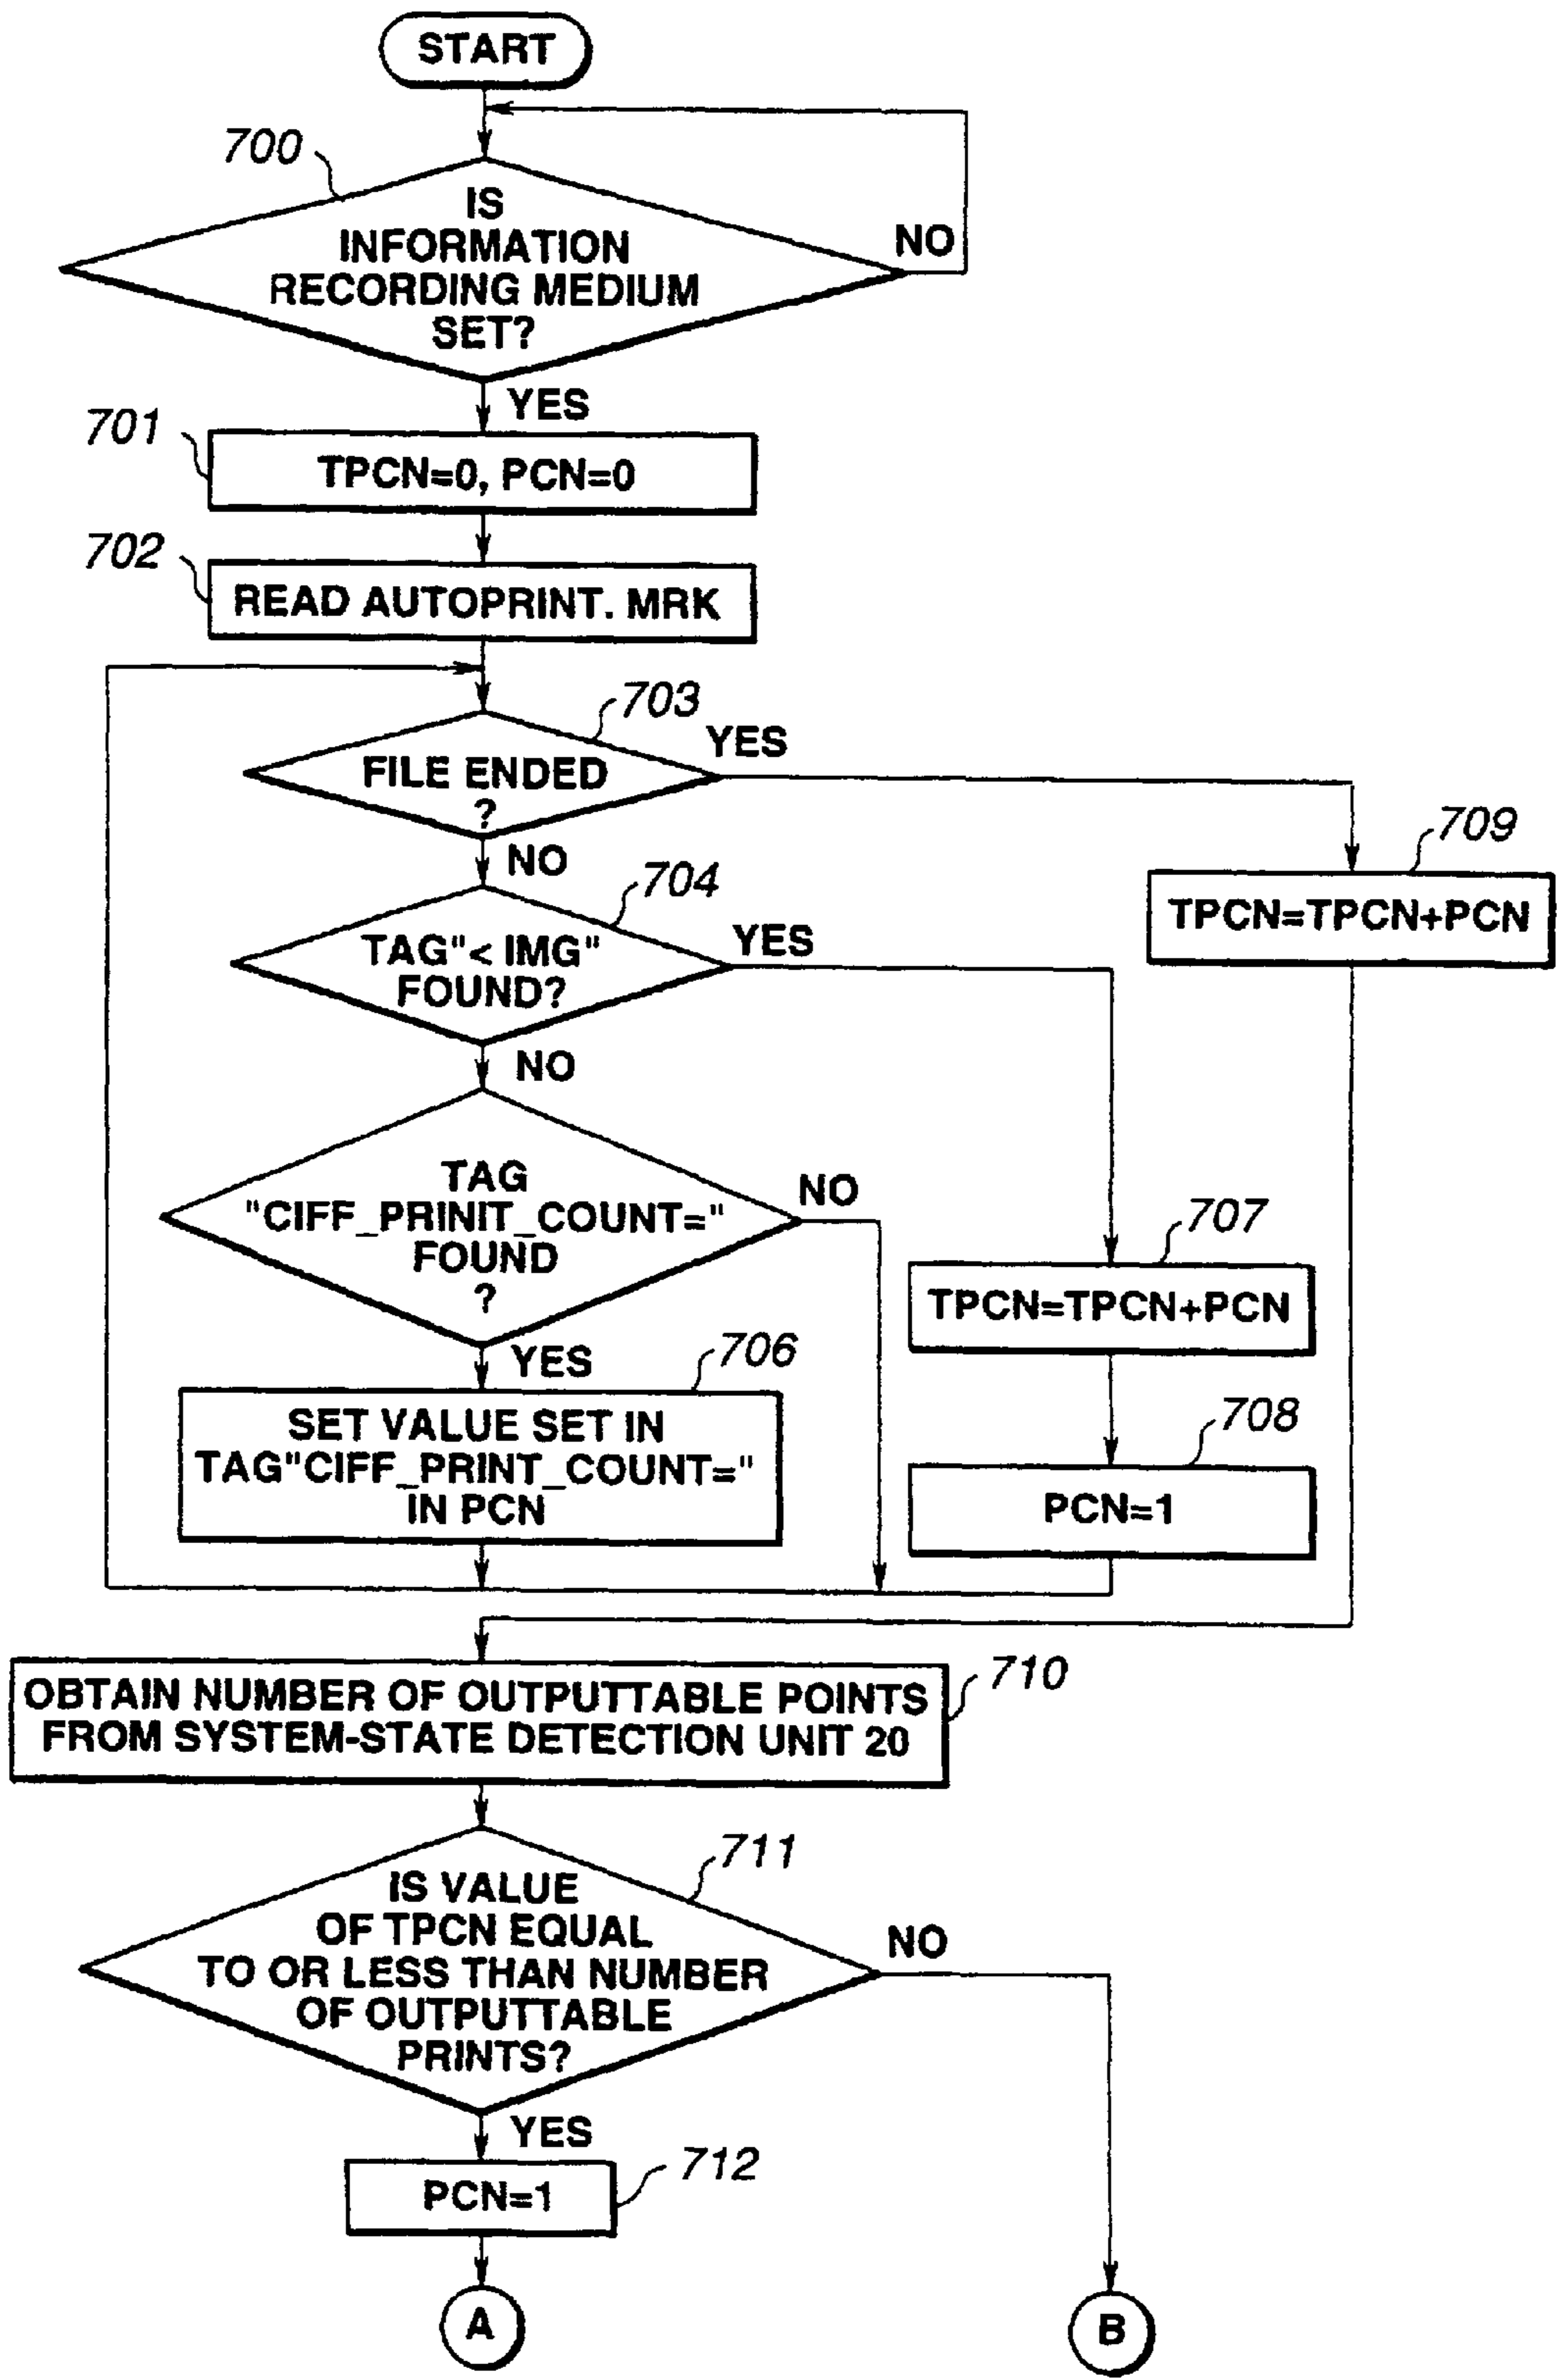 START
700
IS
INFORMATION
RECORDING MEDIUM
SET?
NO
YES
701
TPCN=0, PCN=0
702
READ AUTOPRINT. MRK
703
FILE ENDED
?
YES
NO
709
TPCN=TPCN+PCN
704
TAG"< IMG"
FOUND?
YES
NO
TAG
"CIFF_PRINIT_COUNT="
FOUND
?
NO
YES
707
TPCN=TPCN+PCN
706
SET VALUE SET IN
TAG"CIFF_PRINT_COUNT="
IN PCN
708
PCN=1
710
OBTAIN NUMBER OF OUTPUTTABLE POINTS
FROM SYSTEM-STATE DETECTION UNIT 20
711
IS VALUE
OF TPCN EQUAL
TO OR LESS THAN NUMBER
OF OUTPUTTABLE
PRINTS?
NO
YES
712
PCN=1
A
B